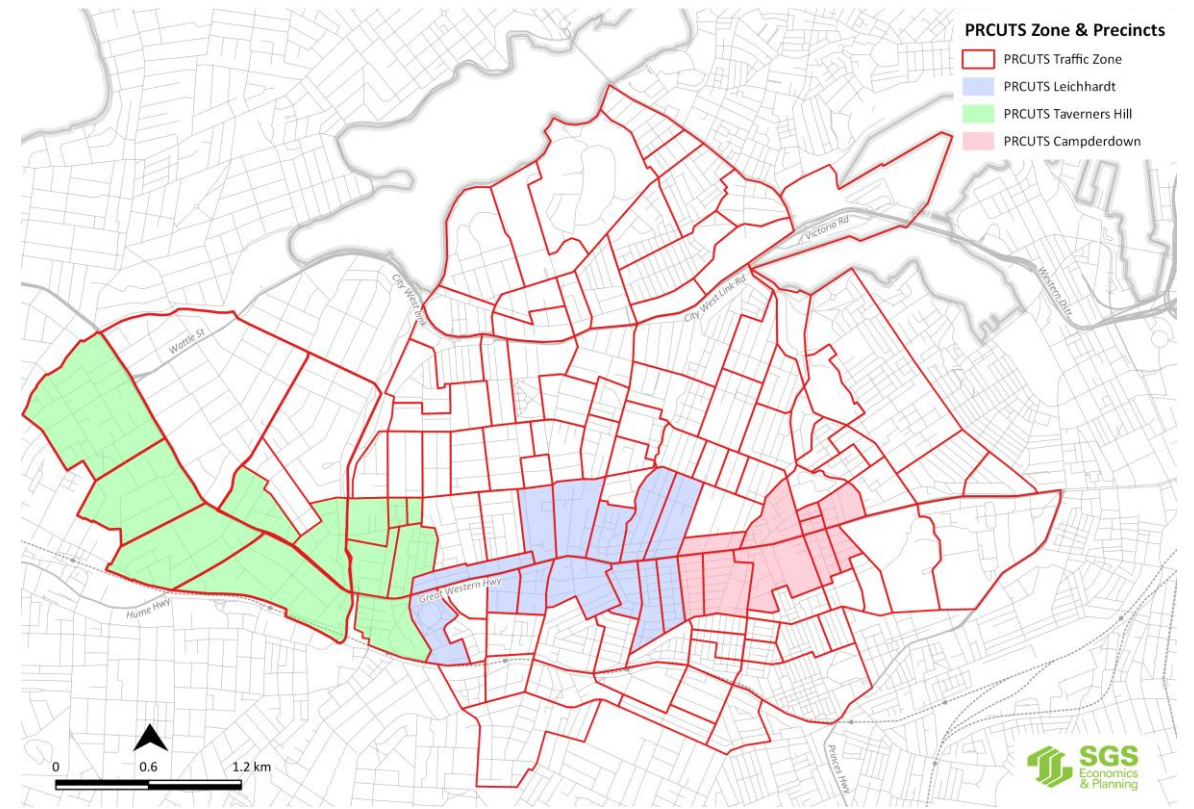 PRCUTS Zone & Precincts
PRCUTS Traffic Zone
PRCUTS Leichhardt
PRCUTS Taverners Hill
PRCUTS Campderdown
Victoria Rd
Western Dstr
City West Link
City West Link Rd
Wattle St
Great Western Hwy
Hume Hwy
Princes Hwy
0
0.6
1.2 km
SGS
Economics
& Planning